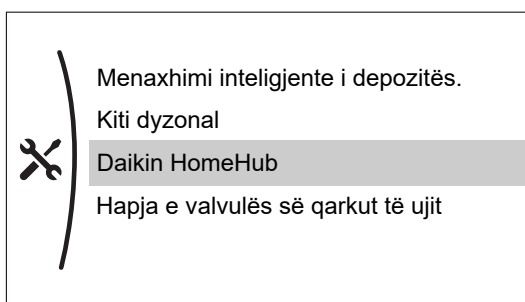 Menaxhimi inteligjente i depozitës.
Kiti dyzonal
Daikin HomeHub
Hapja e valvulës së qarkut të ujit